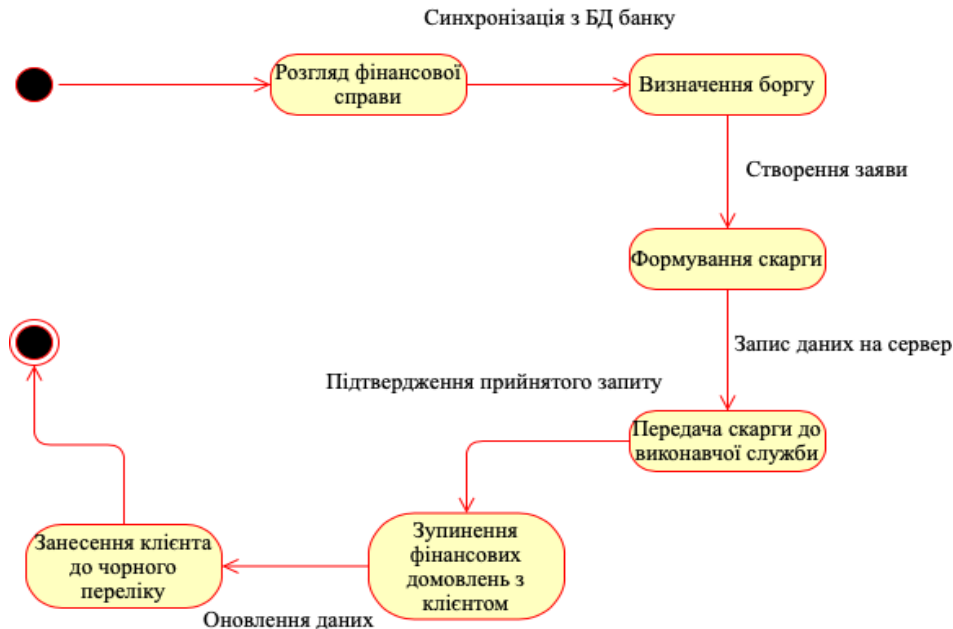 Синхронізація з БД банку
Розгляд фінансової
справи
Визначення боргу
Створення заяви
Формування скарги
Запис даних на сервер
Підтвердження прийнятого запиту
Передача скарги до
виконавчої служби
Зупинення
фінансових
домовлень з
клієнтом
Занесення клієнта
до чорного
переліку
Оновлення даних